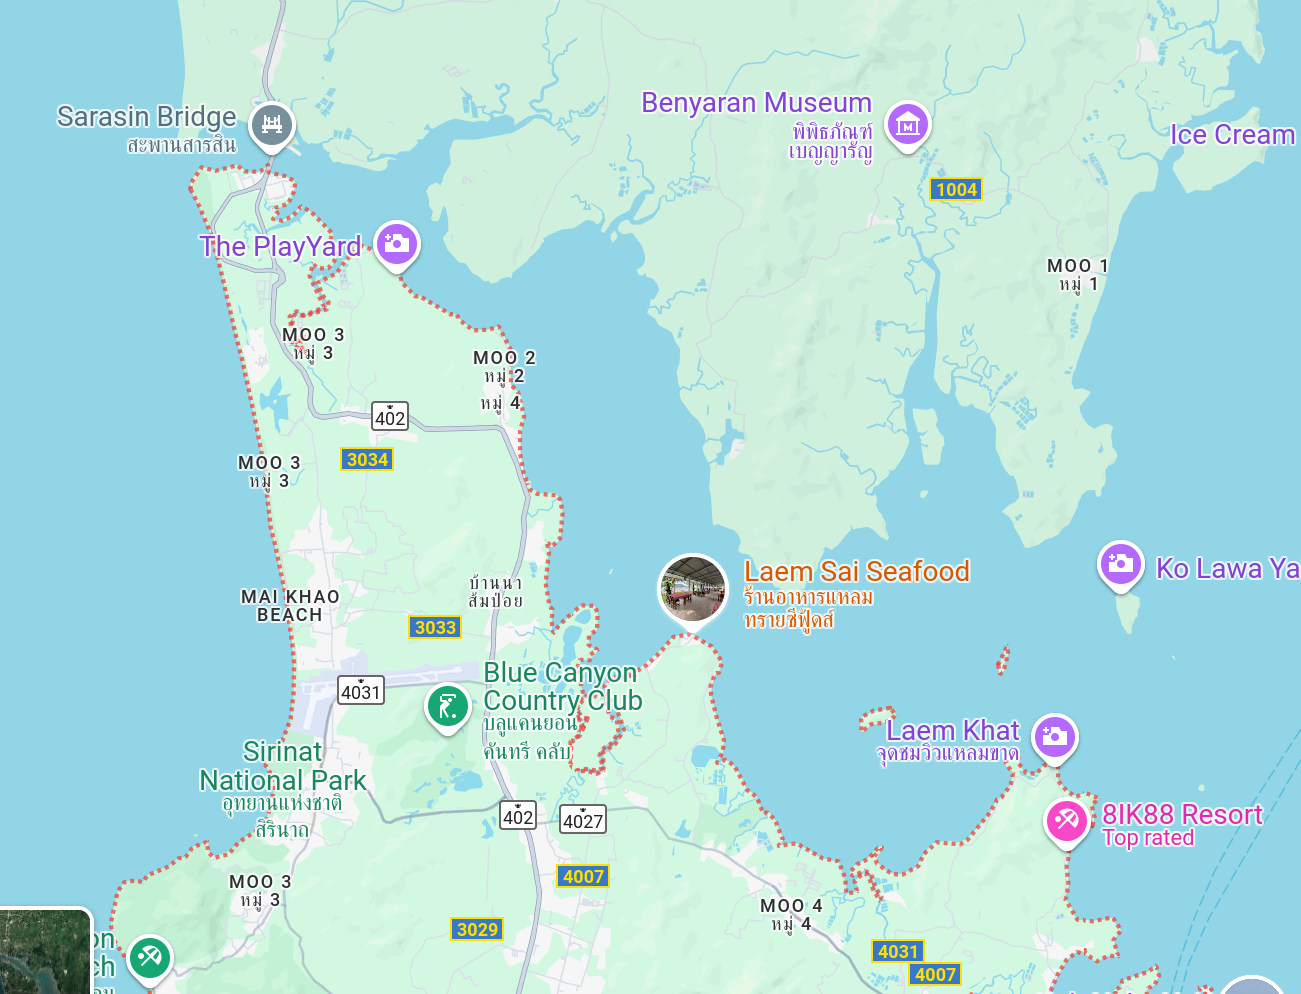 Sarasin Bridge
สะพานสารสิน
Benyaran Museum
พิพิธภัณฑ์
เบญญารัญ
Ice Cream
1004
The PlayYard
MOO 1
หมู่ 1
MOO 3
หมู่ 3
MOO 2
หมู่ 2
หมู่ 4
402
3034
MOO 3
หมู่ 3
Laem Sai Seafood
ร้านอาหารแหลม
ทรายซีฟู้ดส์
Ko Lawa Ya
บ้านนา
ส้มป่อย
MAI KHAO
BEACH
3033
4031
Blue Canyon
Country Club
บลูแคนยอน
คันทรี คลับ
Laem Khat
จุดชมวิวแหลมขาด
Sirinat
National Park
อุทยานแห่งชาติ
สิรินาถ
402
4027
8IK88 Resort
Top rated
4007
MOO 3
หมู่ 3
MOO 4
หมู่ 4
3029
4031
4007
on
ch